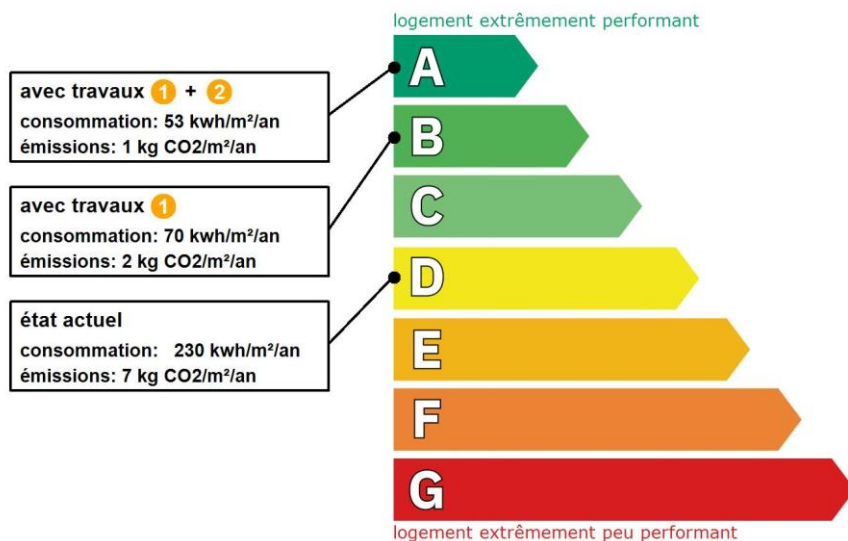 logement extrêmement performant
A
avec travaux 1 + 2
consommation: 53 kwh/m²/an
émissions: 1 kg CO2/m²/an
B
avec travaux 1
consommation: 70 kwh/m²/an
émissions: 2 kg CO2/m²/an
C
D
état actuel
consommation: 230 kwh/m²/an
émissions: 7 kg CO2/m²/an
E
F
G
logement extrêmement peu performant